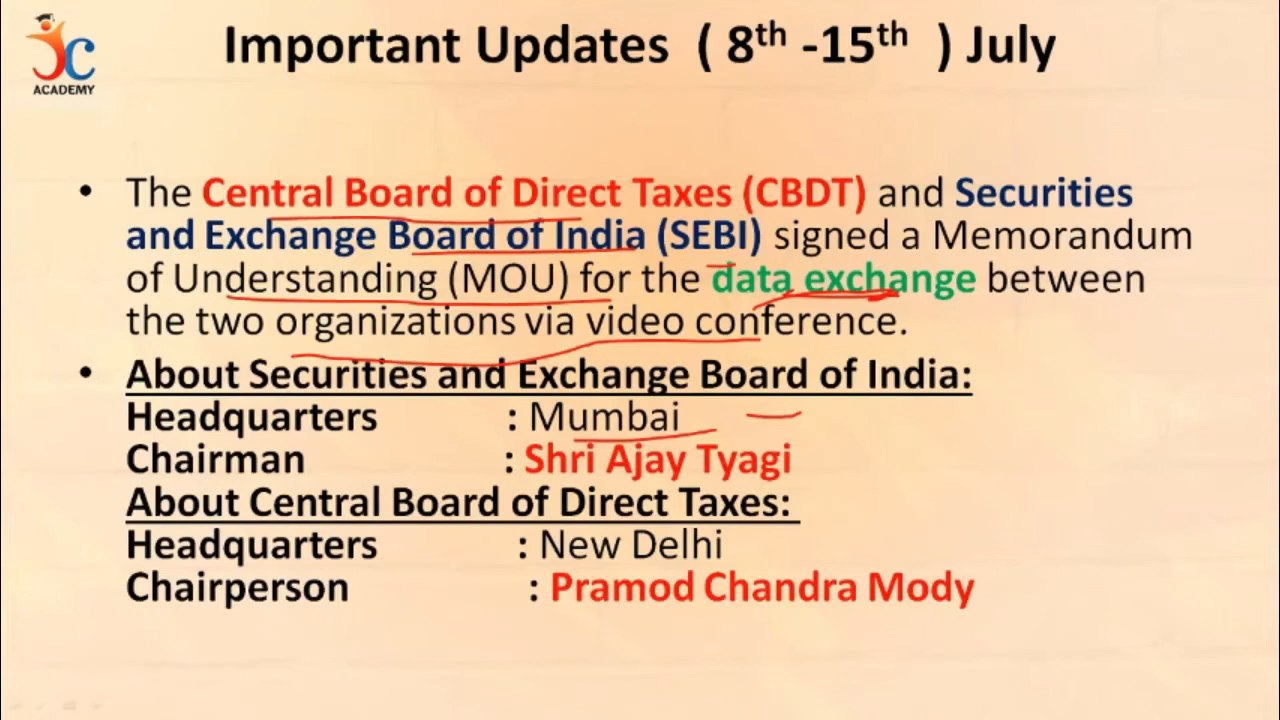 JC
ACADEMY
Important Updates ( 8th -15th ) July
• The Central Board of Direct Taxes (CBDT) and Securities
and Exchange Board of India (SEBI) signed a Memorandum
of Understanding (MOU) for the data exchange between
the two organizations via video conference.
• About Securities and Exchange Board of India:
Headquarters : Mumbai
Chairman : Shri Ajay Tyagi
About Central Board of Direct Taxes:
Headquarters : New Delhi
Chairperson : Pramod Chandra Mody